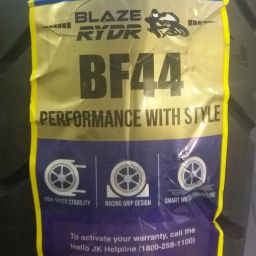 BLAZE
RYDR
BF44
PERFORMANCE WITH STYLE
HIGH SPEED STABILITY
RACING GRIP DESIGN
SMART
To activate your warranty, call the
Hello JK Helpline (1800-258-1100)